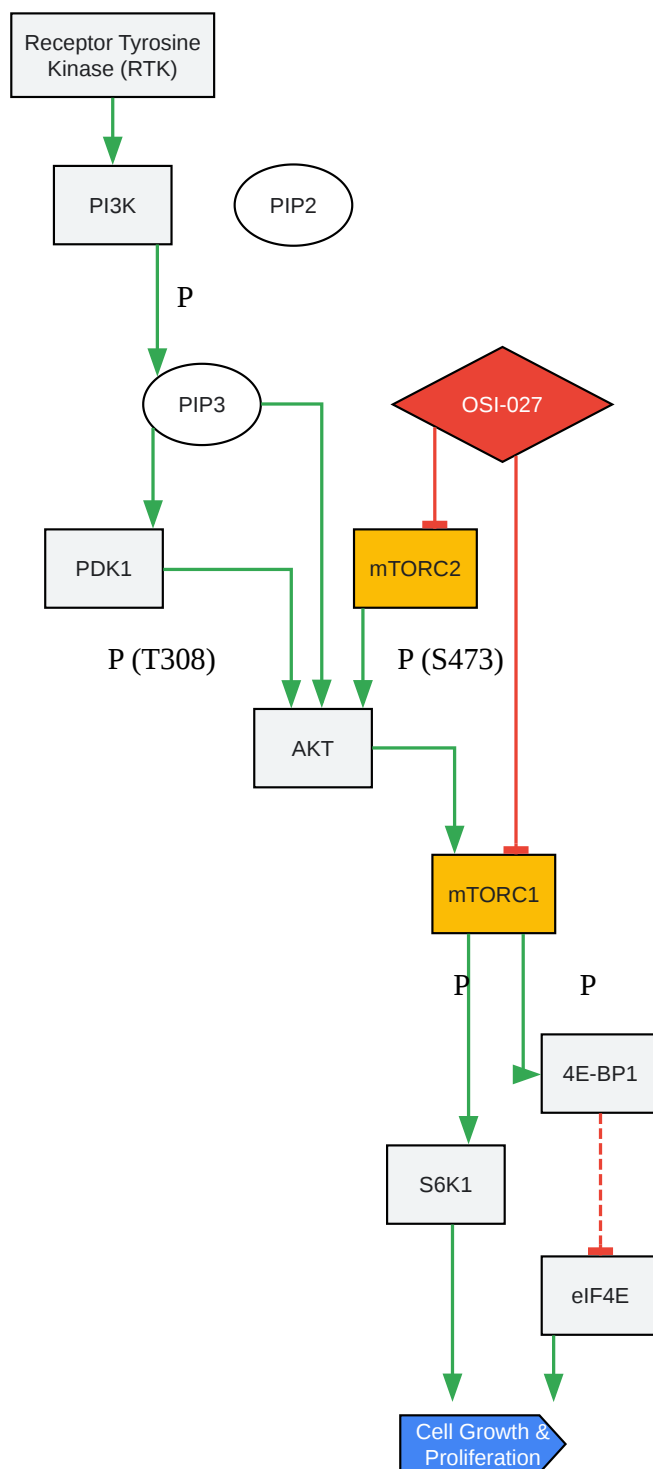 Receptor Tyrosine
Kinase (RTK)
PI3K
PIP2
P
PIP3
OSI-027
PDK1
mTORC2
P (T308)
P (S473)
AKT
mTORC1
P
P
4E-BP1
S6K1
eIF4E
Cell Growth &
Proliferation